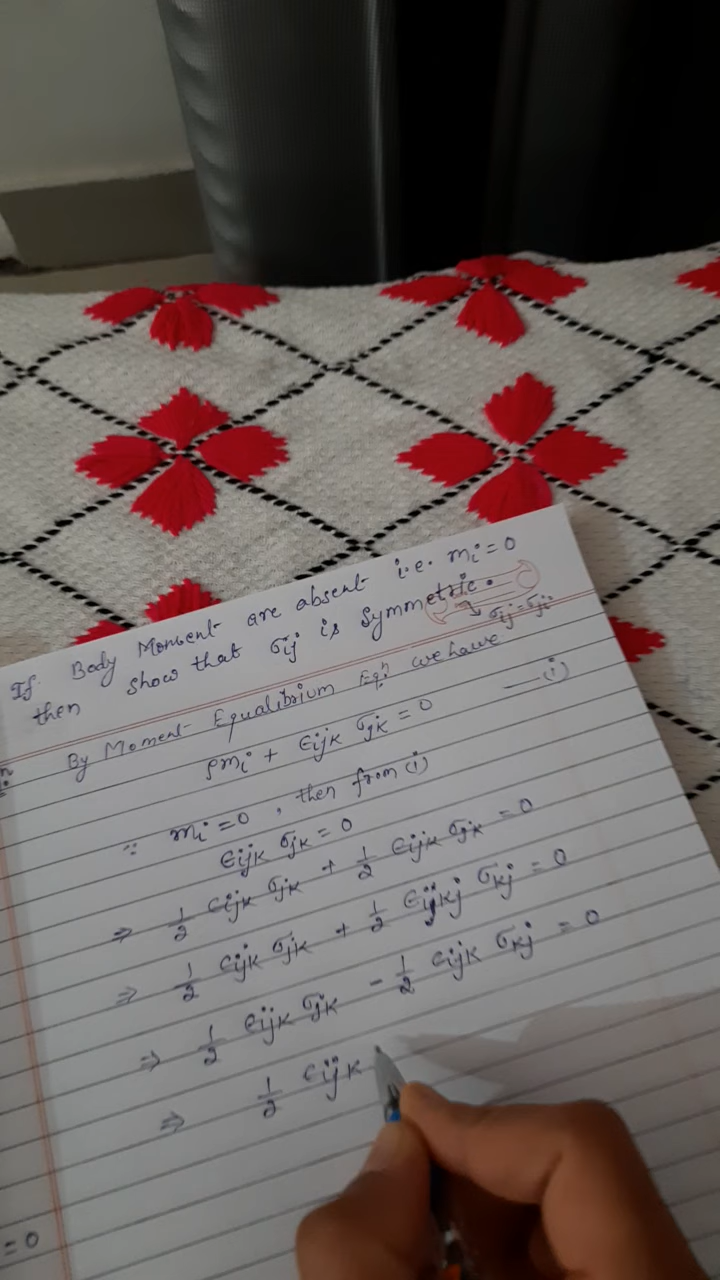 If Body Moment are absent i.e. mi = 0
then show that σij is symmetric.
σij = σji
By Moment Equalibrium Eqn we have
ρmi + ϵijk σjk = 0 —(i)
∵ mi = 0 , then from (i)
ϵijk σjk = 0
⇒ 1/2 ϵijk σjk + 1/2 ϵijk σjk = 0
⇒ 1/2 ϵijk σjk + 1/2 ϵikj σkj = 0
⇒ 1/2 ϵijk σjk - 1/2 ϵijk σkj = 0
⇒ 1/2 ϵijk
= 0